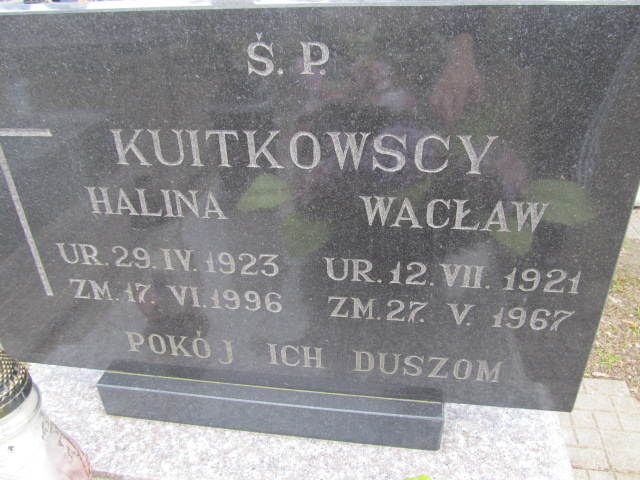 Ś. P.
KUITKOWSCY
HALINA WACŁAW
UR. 29. IV. 1923 UR. 12. VII. 1921
ZM. 17. VI. 1996 ZM. 27. V. 1967
POKÓJ ICH DUSZOM